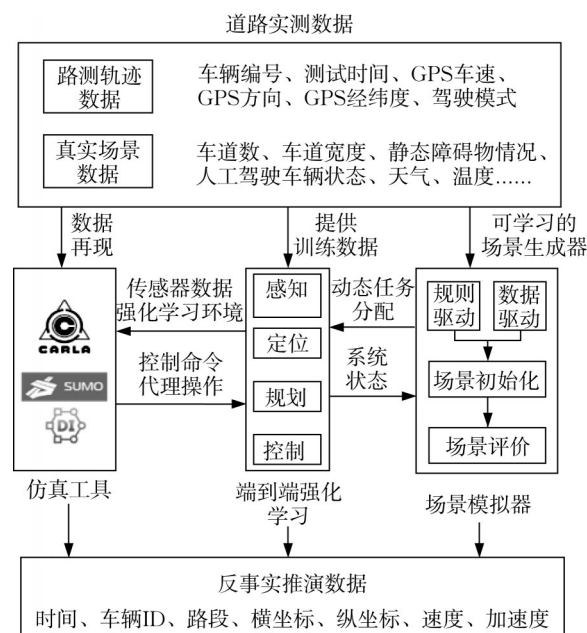 道路实测数据
路测轨迹
数据
车辆编号、测试时间、GPS车速、
GPS方向、GPS经纬度、驾驶模式
真实场景
数据
车道数、车道宽度、静态障碍物情况、
人工驾驶车辆状态、天气、温度……
数据
再现
提供
训练数据
可学习的
场景生成器
CARLA
SUMO
DI
仿真工具
传感器数据
强化学习环境
控制命令
代理操作
感知
定位
规划
控制
端到端强化
学习
动态任务
分配
系统
状态
规则
驱动
数据
驱动
场景初始化
场景评价
场景模拟器
反事实推演数据
时间、车辆ID、路段、横坐标、纵坐标、速度、加速度